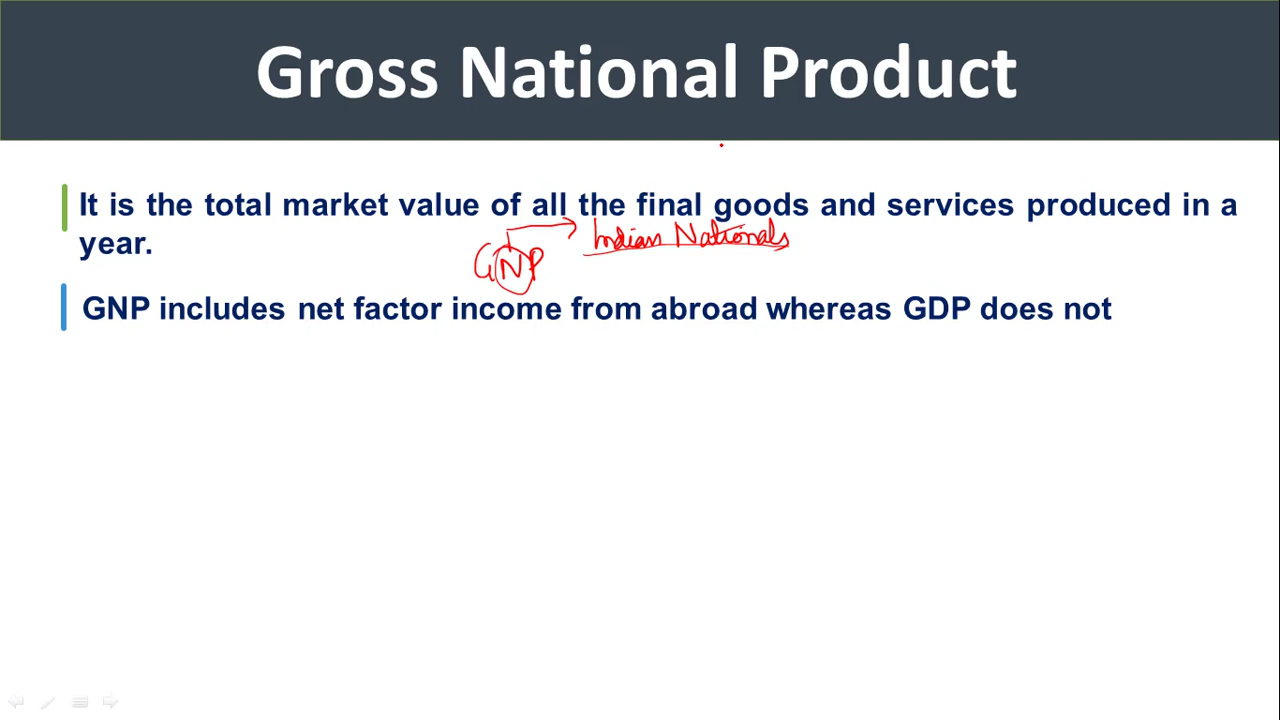 Gross National Product
It is the total market value of all the final goods and services produced in a
year.
Indian Nationals
GNP
GNP includes net factor income from abroad whereas GDP does not